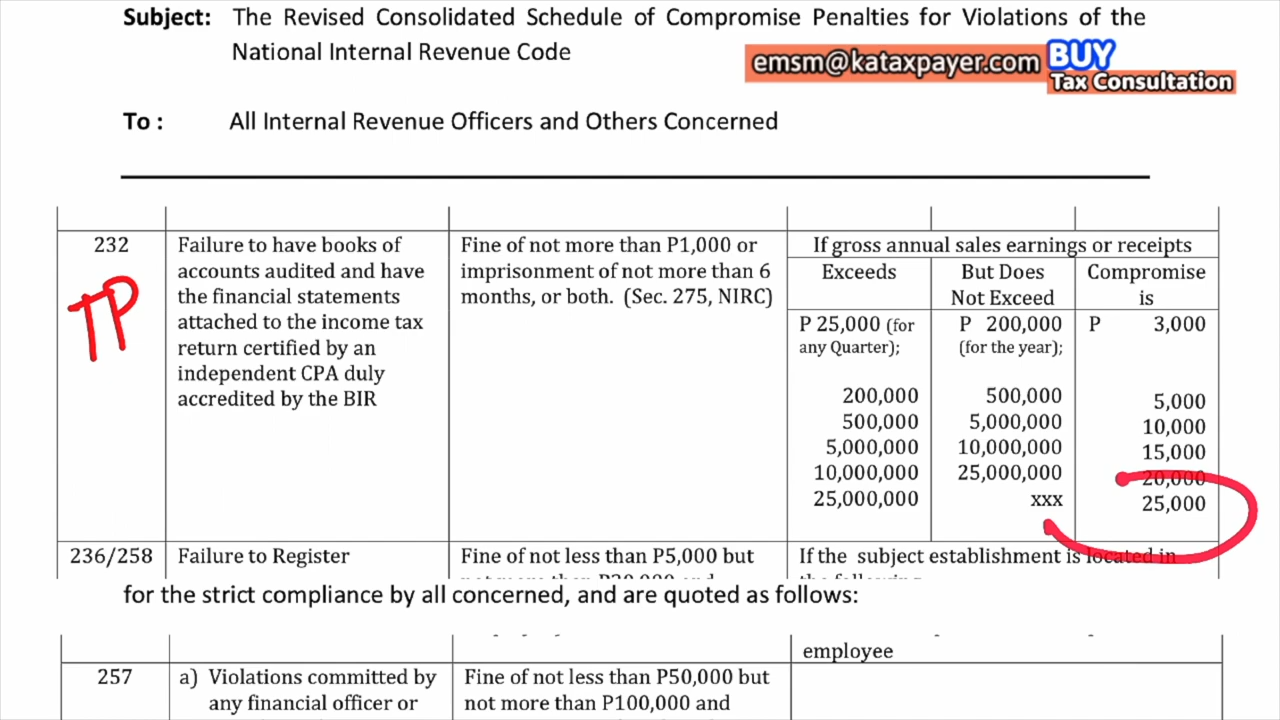 Subject: The Revised Consolidated Schedule of Compromise Penalties for Violations of the
National Internal Revenue Code
emsm@kataxpayer.com BUY
Tax Consultation
To : All Internal Revenue Officers and Others Concerned
232
TP
Failure to have books of
accounts audited and have
the financial statements
attached to the income tax
return certified by an
independent CPA duly
accredited by the BIR
Fine of not more than P1,000 or
imprisonment of not more than 6
months, or both. (Sec. 275, NIRC)
If gross annual sales earnings or receipts
Exceeds But Does Compromise
Not Exceed is
P 25,000 (for P 200,000 P 3,000
any Quarter); (for the year);
200,000 500,000 5,000
500,000 5,000,000 10,000
5,000,000 10,000,000 15,000
10,000,000 25,000,000 20,000
25,000,000 xxx 25,000
236/258 Failure to Register Fine of not less than P5,000 but If the subject establishment is located in
for the strict compliance by all concerned, and are quoted as follows:
employee
257 a) Violations committed by Fine of not less than P50,000 but
any financial officer or not more than P100,000 and